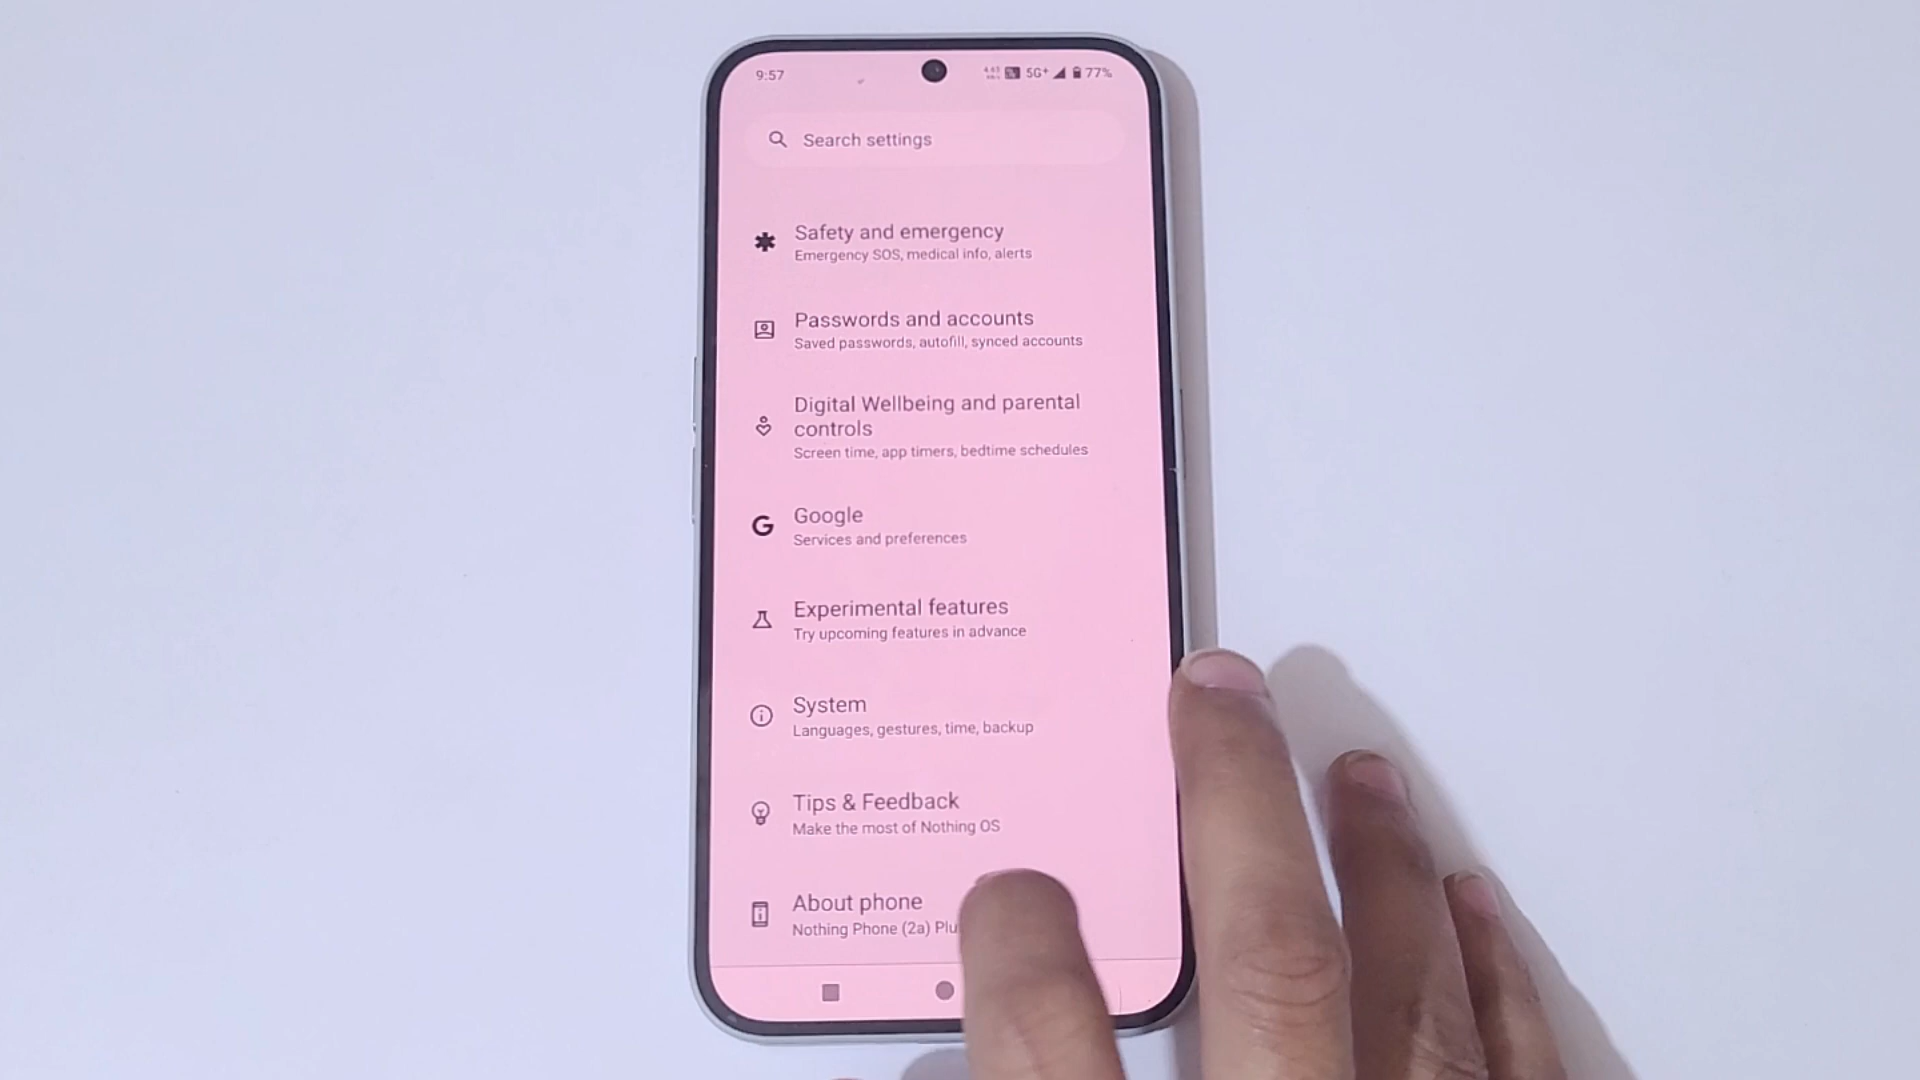 9:57
5G+ 77%
Search settings
Safety and emergency
Emergency SOS, medical info, alerts
Passwords and accounts
Saved passwords, autofill, synced accounts
Digital Wellbeing and parental
controls
Screen time, app timers, bedtime schedules
G
Google
Services and preferences
Experimental features
Try upcoming features in advance
System
Languages, gestures, time, backup
Tips & Feedback
Make the most of Nothing OS
About phone
Nothing Phone (2a) Plu